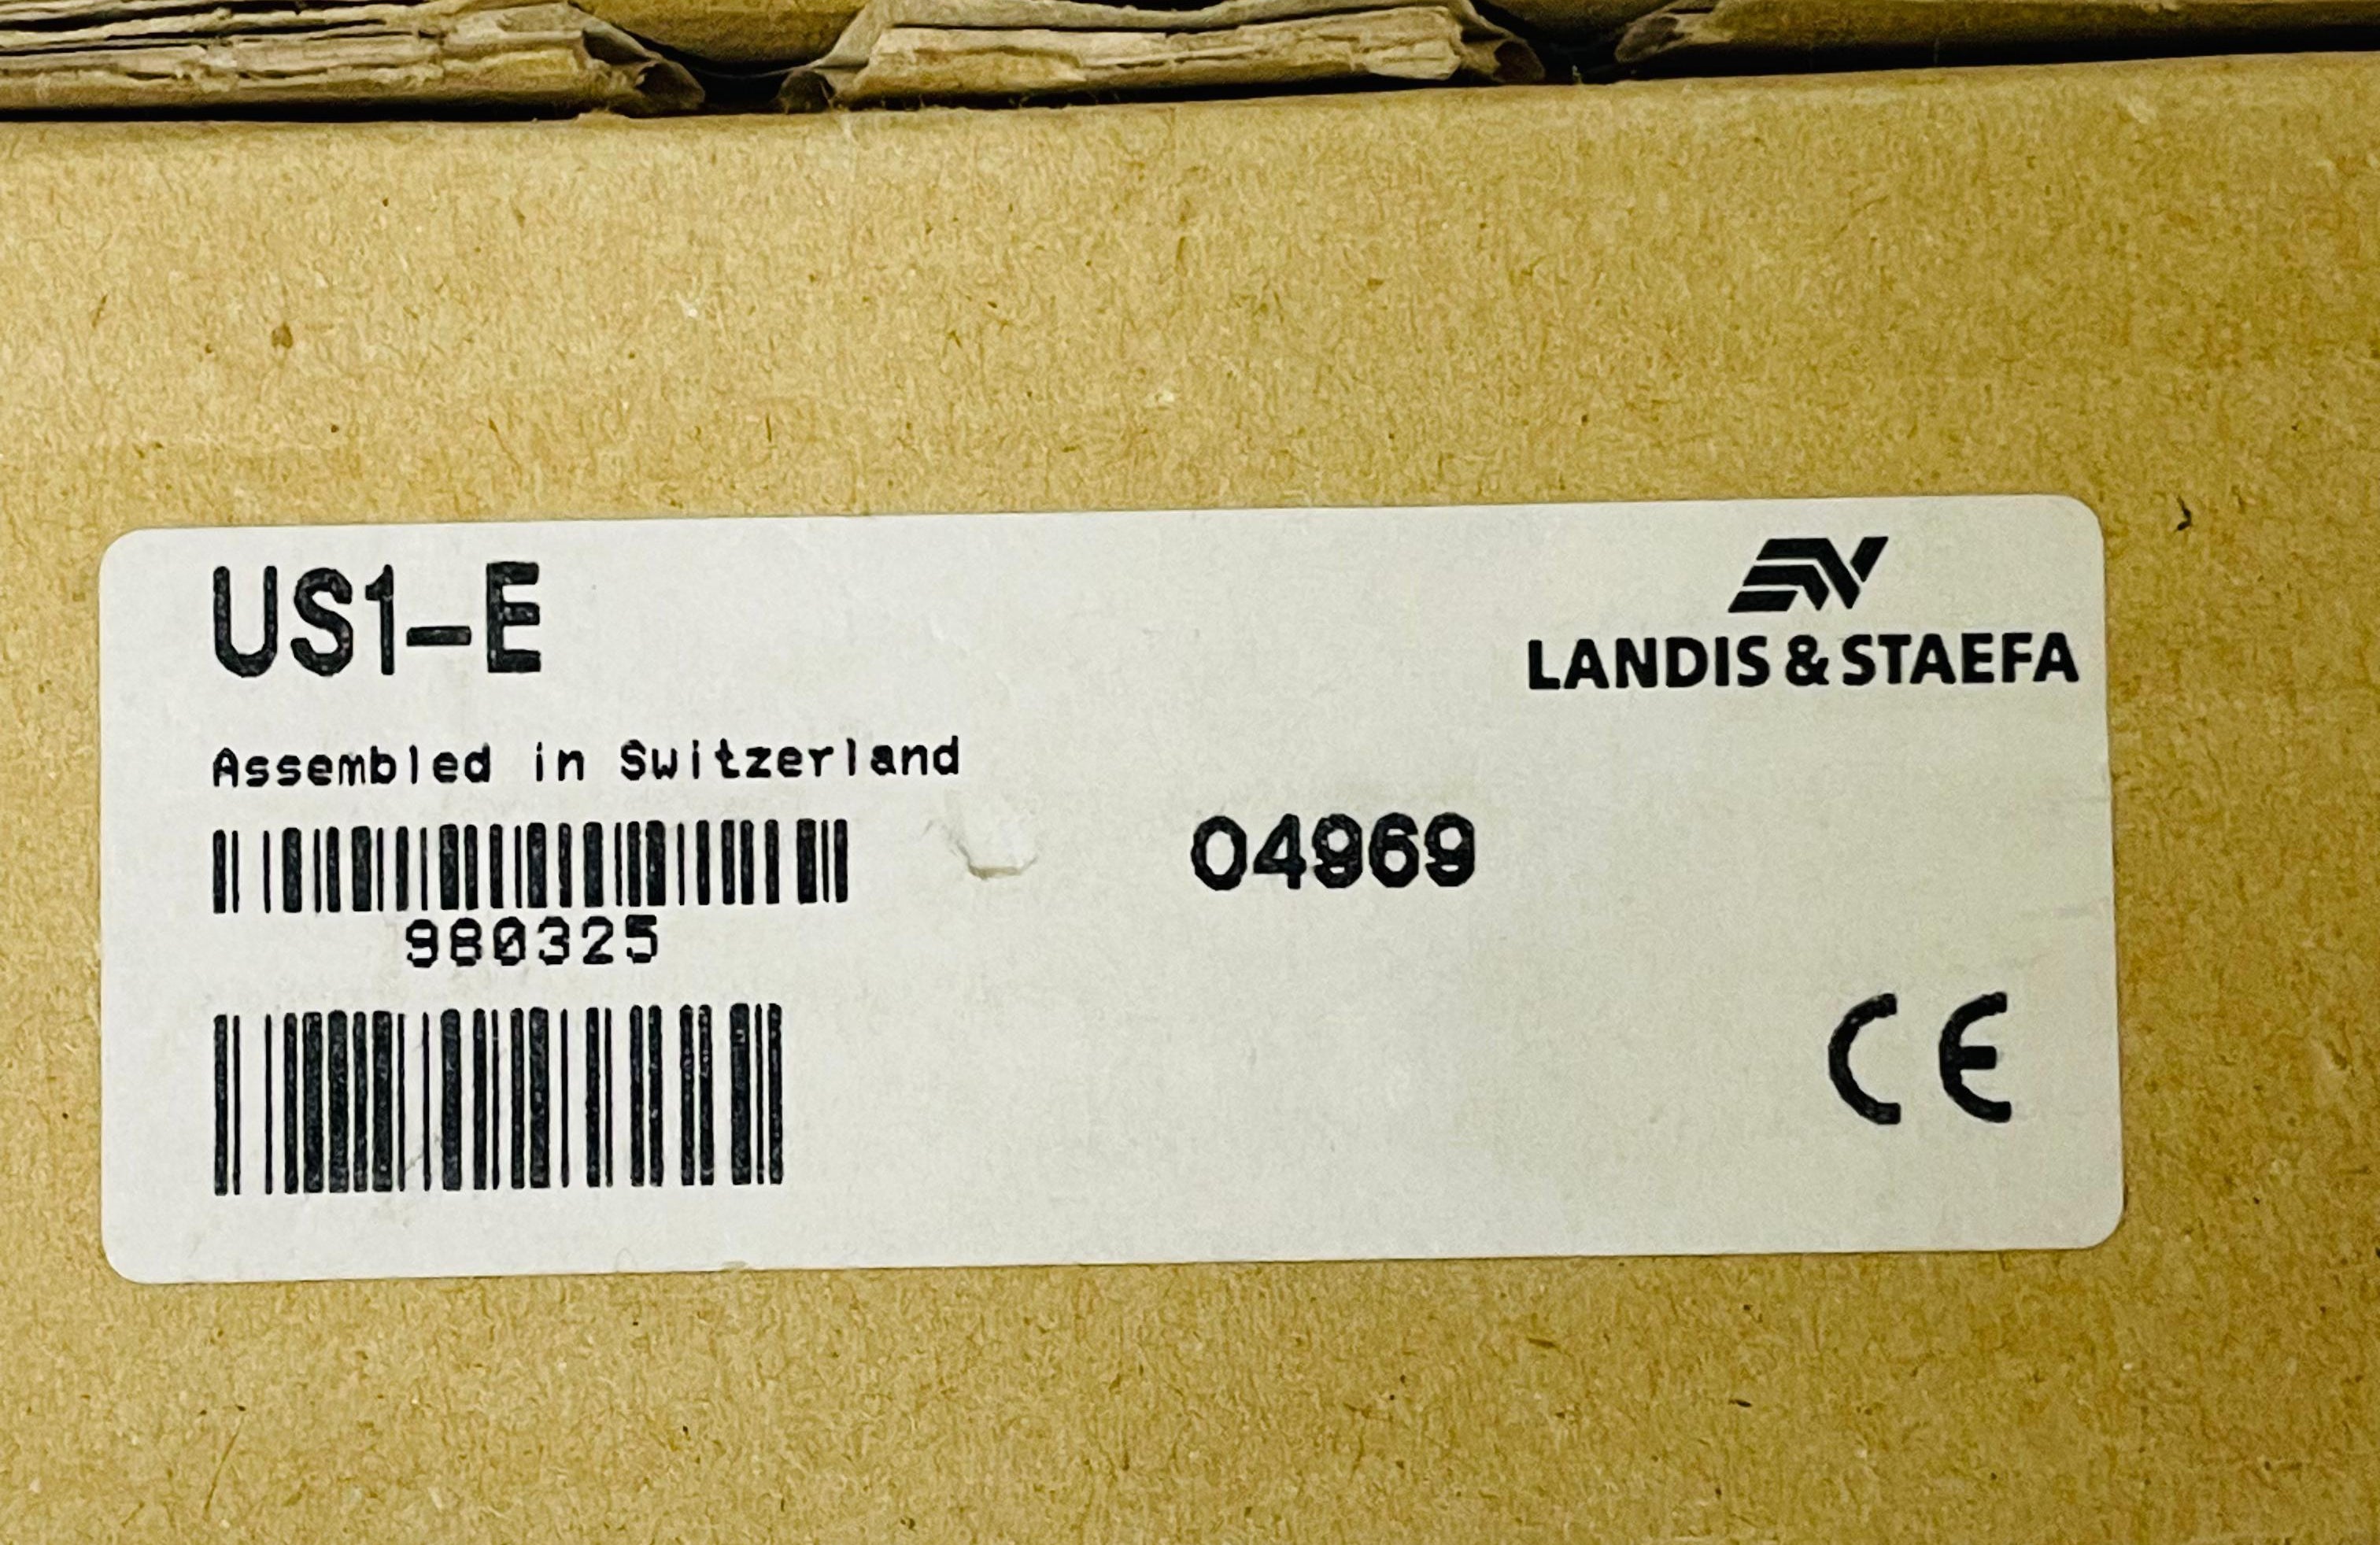 US1-E
LANDIS & STAEFA
Assembled in Switzerland
04969
980325
CE